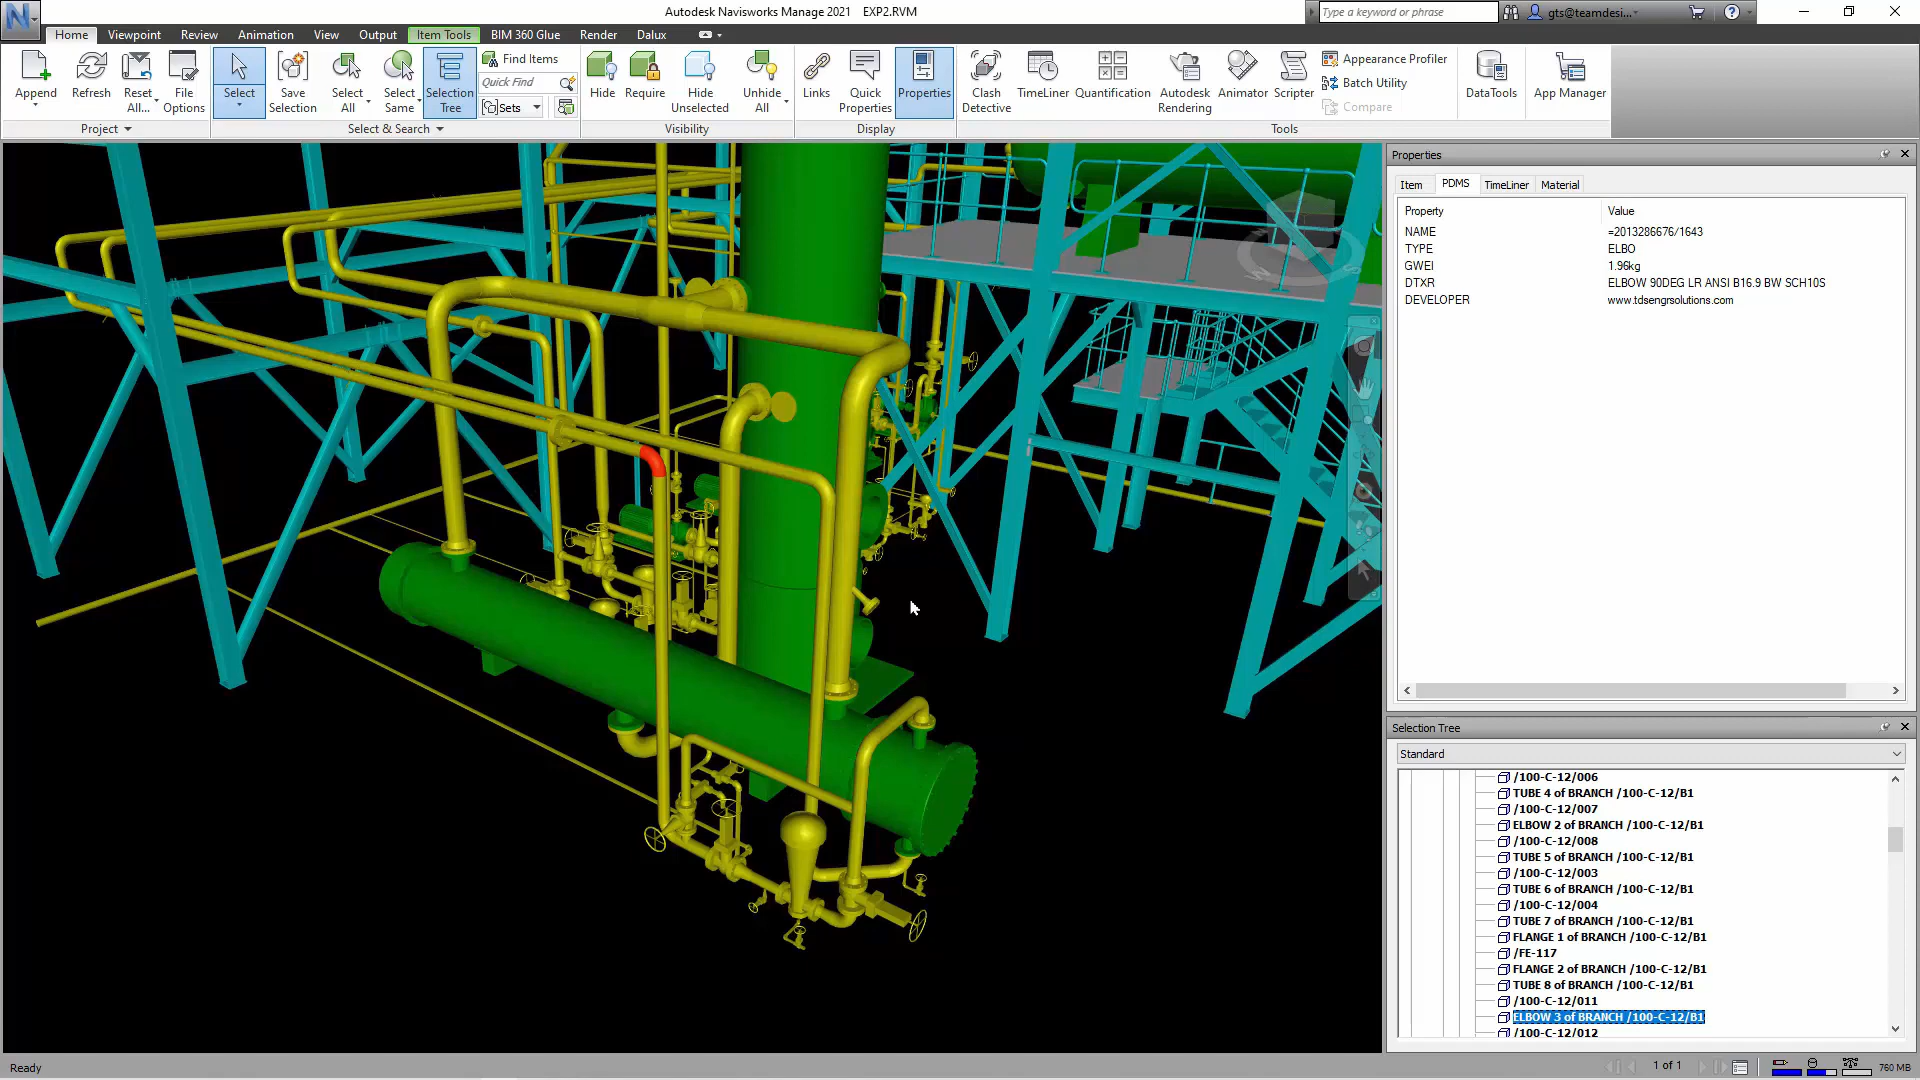 Autodesk Navisworks Manage 2021 EXP2.RVM
Type a keyword or phrase
gts@teamdesi...
Home Viewpoint Review Animation View Output Item Tools BIM 360 Glue Render Dalux
Append
Refresh
Reset All...
File Options
Project
Select
Save Selection
Select All
Select Same
Selection Tree
Find Items
Quick Find
Sets
Select & Search
Hide
Require
Hide Unselected
Unhide All
Visibility
Links
Quick Properties
Properties
Display
Clash Detective
TimeLiner
Quantification
Autodesk Rendering
Animator
Scripter
Appearance Profiler
Batch Utility
Compare
Tools
DataTools
App Manager
Properties
Item PDMS TimeLiner Material
Property Value
NAME =2013286676/1643
TYPE ELBO
GWEI 1.96kg
DTXR ELBOW 90DEG LR ANSI B16.9 BW SCH10S
DEVELOPER www.tdsengrsolutions.com
Selection Tree
Standard
/100-C-12/006
TUBE 4 of BRANCH /100-C-12/B1
/100-C-12/007
ELBOW 2 of BRANCH /100-C-12/B1
/100-C-12/008
TUBE 5 of BRANCH /100-C-12/B1
/100-C-12/003
TUBE 6 of BRANCH /100-C-12/B1
/100-C-12/004
TUBE 7 of BRANCH /100-C-12/B1
FLANGE 1 of BRANCH /100-C-12/B1
/FE-117
FLANGE 2 of BRANCH /100-C-12/B1
TUBE 8 of BRANCH /100-C-12/B1
/100-C-12/011
ELBOW 3 of BRANCH /100-C-12/B1
/100-C-12/012
Ready
1 of 1
760 MB